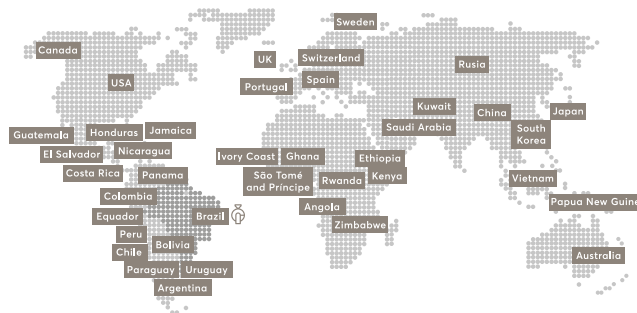 Sweden
Canada
UK
Switzerland
Rusia
USA
Spain
Portugal
Kuwait
China
Japan
Guatemala
Honduras
Jamaica
Saudi Arabia
South
Korea
El Salvador
Nicaragua
Ivory Coast
Ghana
Ethiopia
Costa Rica
Panama
São Tomé
and Príncipe
Rwanda
Kenya
Vietnam
Colombia
Angola
Papua New Guine
Equador
Brazil
Zimbabwe
Peru
Bolivia
Chile
Australia
Paraguay
Uruguay
Argentina